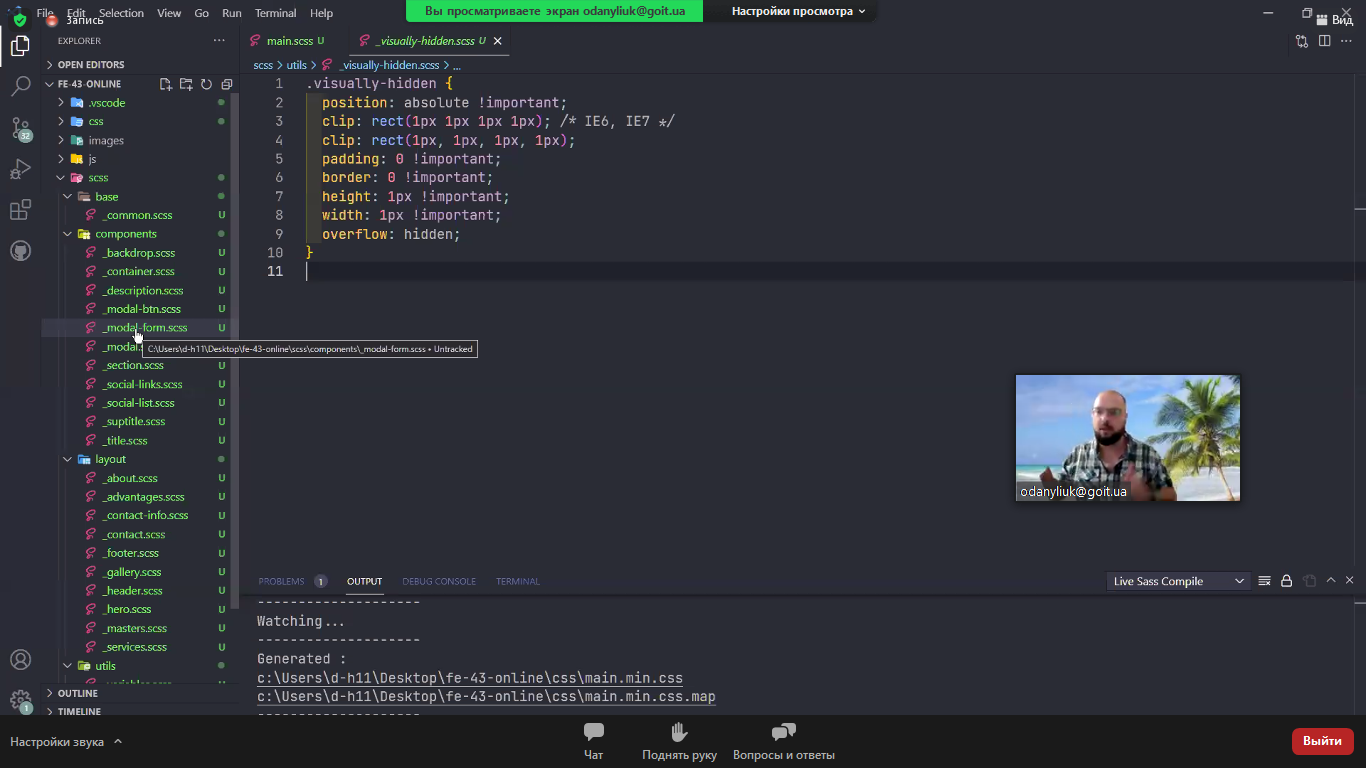 File Edit Selection View Go Run Terminal Help
Запись
Вы просматриваете экран odanyliuk@goit.ua
Настройки просмотра
Вид
EXPLORER
OPEN EDITORS
FE-43-ONLINE
.vscode
css
images
js
scss
base
_common.scss U
components
_backdrop.scss U
_container.scss U
_description.scss U
_modal-btn.scss U
_modal-form.scss U
_modal. U
C:\Users\d-h11\Desktop\fe-43-online\scss\components\_modal-form.scss • Untracked
_section.scss U
_social-links.scss U
_social-list.scss U
_suptitle.scss U
_title.scss U
layout
_about.scss U
_advantages.scss U
_contact-info.scss U
_contact.scss U
_footer.scss U
_gallery.scss U
_header.scss U
_hero.scss U
_masters.scss U
_services.scss U
utils
OUTLINE
TIMELINE
32
1
main.scss U
_visually-hidden.scss U
scss > utils > _visually-hidden.scss > ...
1 .visually-hidden {
2 position: absolute !important;
3 clip: rect(1px 1px 1px 1px); /* IE6, IE7 */
4 clip: rect(1px, 1px, 1px, 1px);
5 padding: 0 !important;
6 border: 0 !important;
7 height: 1px !important;
8 width: 1px !important;
9 overflow: hidden;
10 }
11
odanyliuk@goit.ua
PROBLEMS 1 OUTPUT DEBUG CONSOLE TERMINAL
Live Sass Compile
--------------------
Watching...
--------------------
Generated :
c:\Users\d-h11\Desktop\fe-43-online\css\main.min.css
c:\Users\d-h11\Desktop\fe-43-online\css\main.min.css.map
--------------------
Настройки звука
Чат
Поднять руку
Вопросы и ответы
Выйти